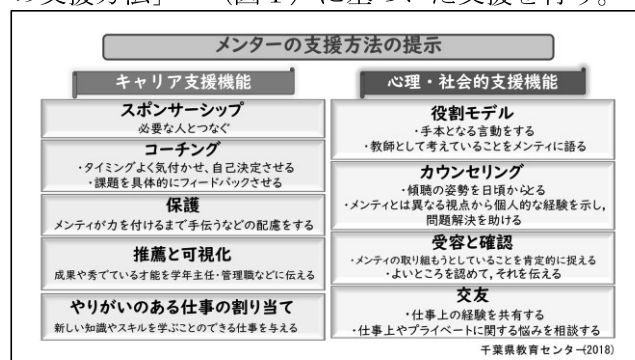 の支援方法」 （図１）に基づいた支援を行う。
メンターの支援方法の提示
キャリア支援機能
スポンサーシップ
必要な人とつなぐ
コーチング
・タイミングよく気付かせ、自己決定させる
・課題を具体的にフィードバックさせる
保護
メンティが力を付けるまで手伝うなどの配慮をする
推薦と可視化
成果や秀でている才能を学年主任・管理職などに伝える
やりがいのある仕事の割り当て
新しい知識やスキルを学ぶことのできる仕事を与える
心理・社会的支援機能
役割モデル
・手本となる言動をする
・教師として考えていることをメンティに語る
カウンセリング
・傾聴の姿勢を日頃からとる
・メンティとは異なる視点から個人的な経験を示し，
問題解決を助ける
受容と確認
・メンティの取り組もうとしていることを肯定的に捉える
・よいところを認めて，それを伝える
交友
・仕事上の経験を共有する
・仕事上やプライベートに関する悩みを相談する
千葉県教育センター(2018)